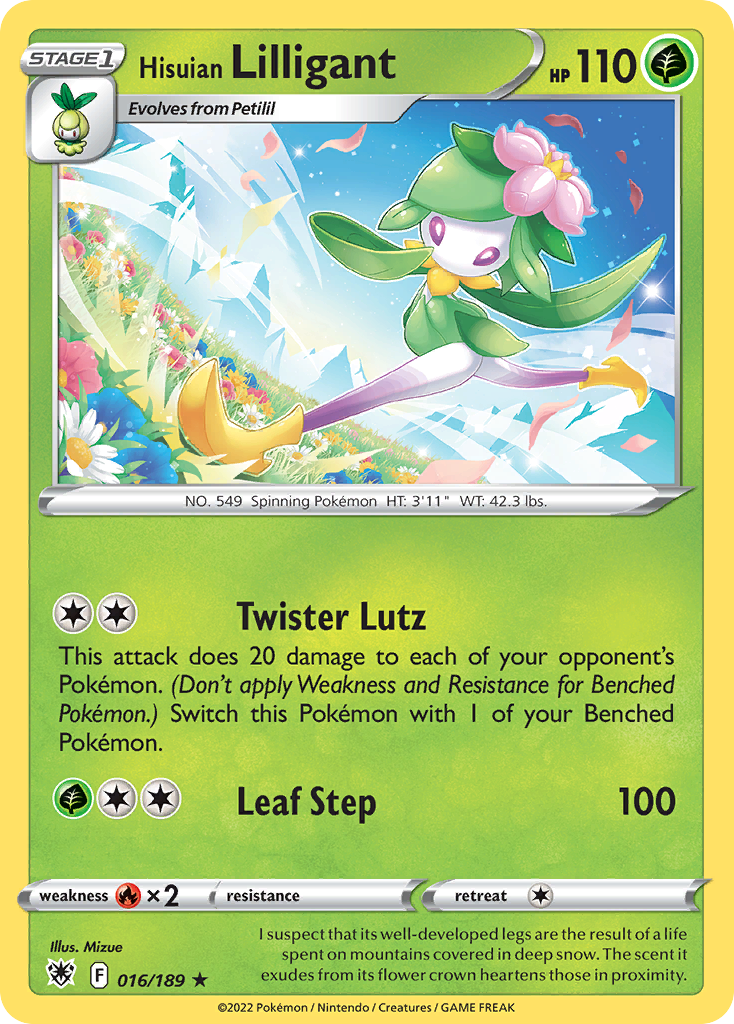 STAGE 1
Hisuian Lilligant
HP 110
Evolves from Petilil
NO. 549 Spinning Pokémon HT: 3'11" WT: 42.3 lbs.
Twister Lutz
This attack does 20 damage to each of your opponent's
Pokémon. (Don't apply Weakness and Resistance for Benched
Pokémon.) Switch this Pokémon with 1 of your Benched
Pokémon.
Leaf Step 100
weakness ×2 resistance retreat
Illus. Mizue
I suspect that its well-developed legs are the result of a life
spent on mountains covered in deep snow. The scent it
exudes from its flower crown heartens those in proximity.
F 016/189 ★
©2022 Pokémon / Nintendo / Creatures / GAME FREAK